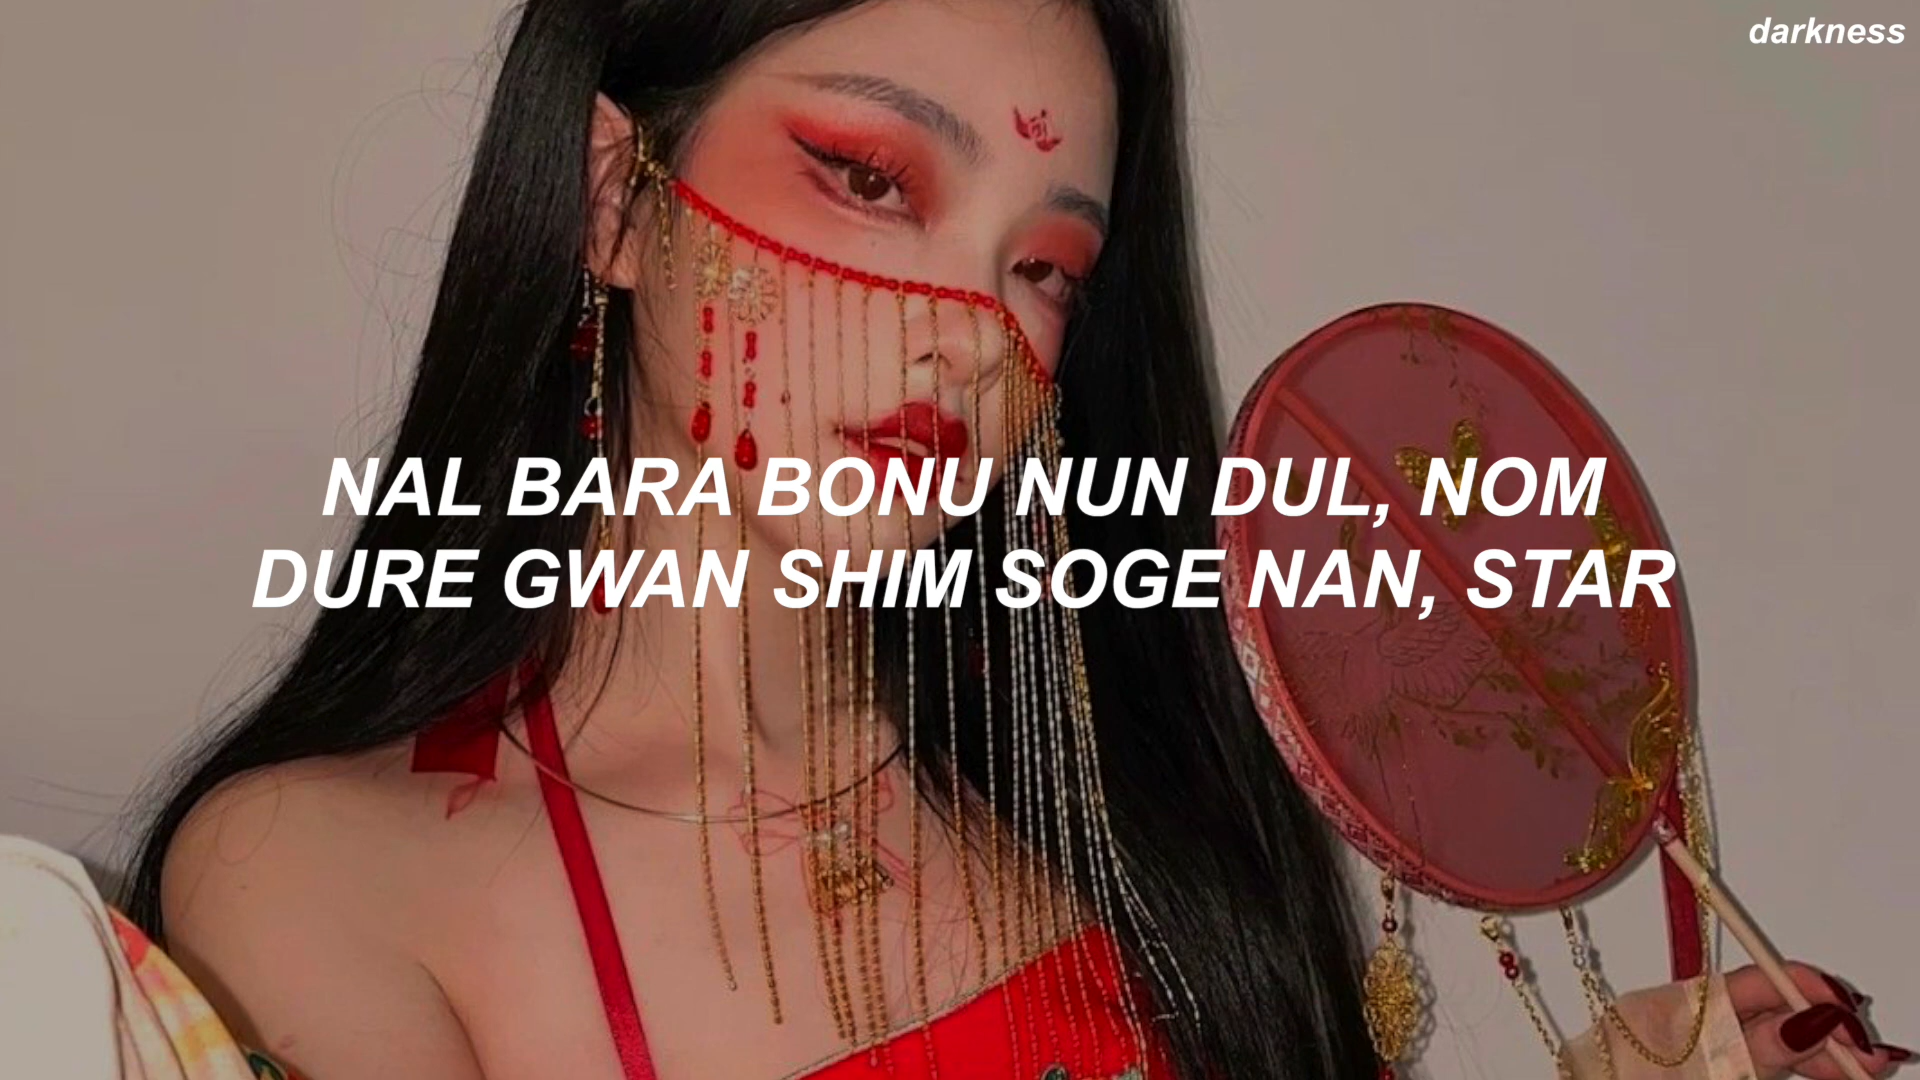 darkness
NAL BARA BONU NUN DUL, NOM
DURE GWAN SHIM SOGE NAN, STAR